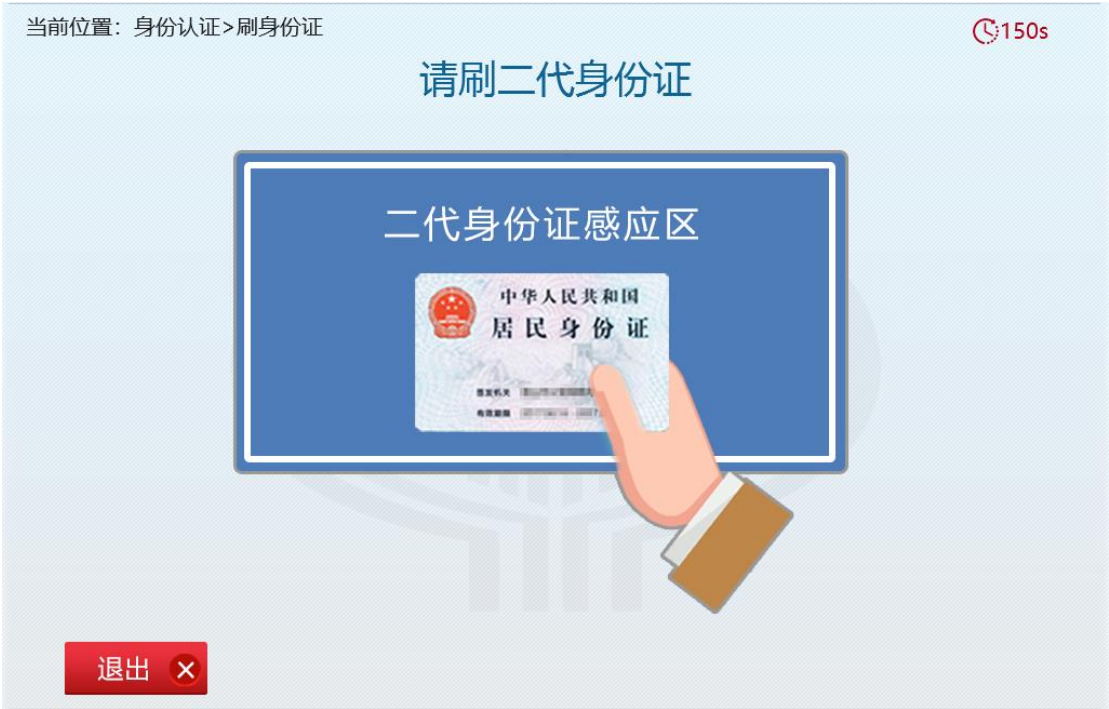 当前位置：身份认证>刷身份证
150s
请刷二代身份证
二代身份证感应区
中华人民共和国
居民身份证
签发机关
有效期限
退出